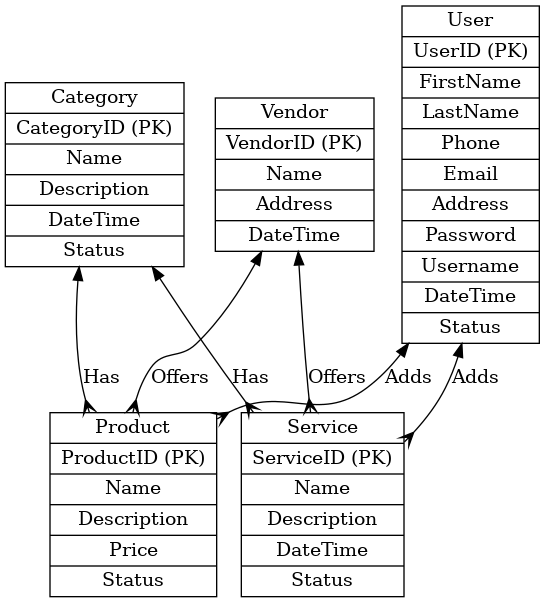 User
UserID (PK)
FirstName
LastName
Phone
Email
Address
Password
Username
DateTime
Status
Category
CategoryID (PK)
Name
Description
DateTime
Status
Vendor
VendorID (PK)
Name
Address
DateTime
Has
Offers
Has
Offers
Adds
Adds
Product
ProductID (PK)
Name
Description
Price
Status
Service
ServiceID (PK)
Name
Description
DateTime
Status